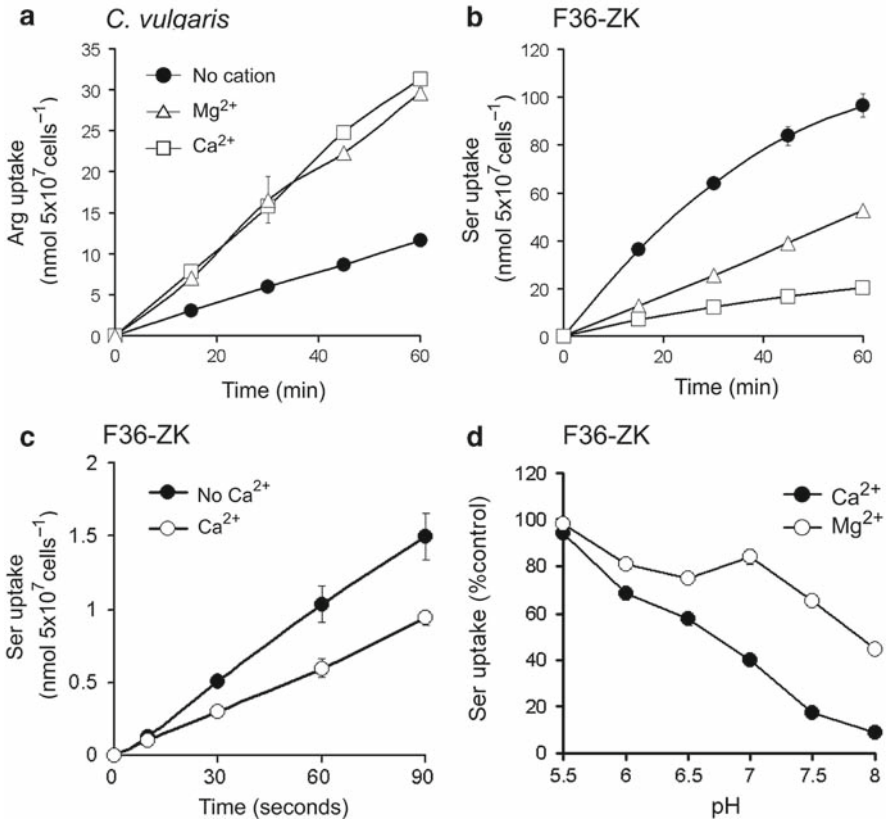 a C. vulgaris
35
30
25
20
15
10
5
0
No cation
Mg²⁺
Ca²⁺
Arg uptake
(nmol 5x10⁷cells⁻¹)
0 20 40 60
Time (min)
b F36-ZK
120
100
80
60
40
20
0
Ser uptake
(nmol 5x10⁷cells⁻¹)
0 20 40 60
Time (min)
c F36-ZK
2
1.5
1
0.5
0
No Ca²⁺
Ca²⁺
Ser uptake
(nmol 5x10⁷cells⁻¹)
0 30 60 90
Time (seconds)
d F36-ZK
120
100
80
60
40
20
0
Ca²⁺
Mg²⁺
Ser uptake (%control)
5.5 6 6.5 7 7.5 8
pH